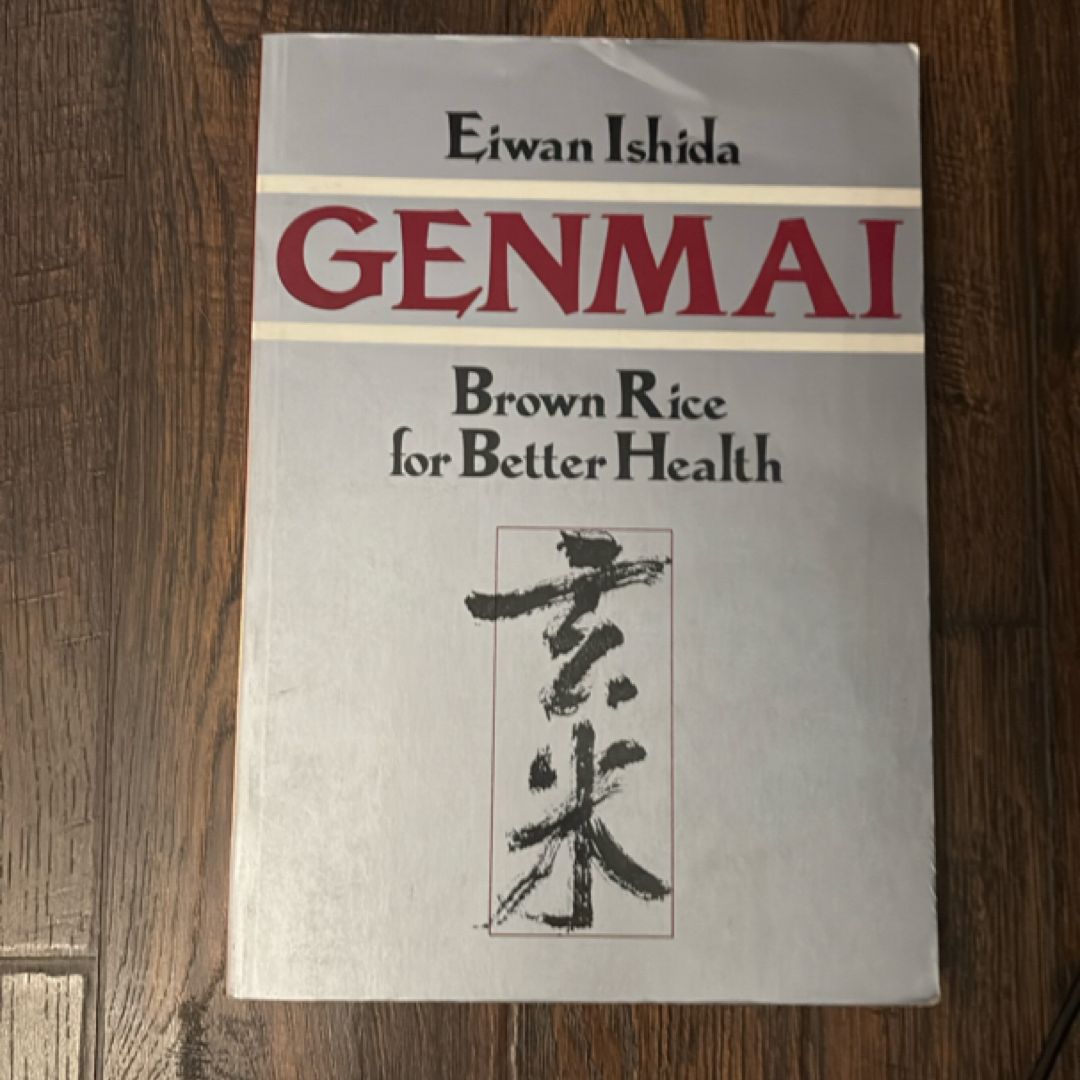 Eiwan Ishida
GENMAI
Brown Rice
for Better Health
玄
米